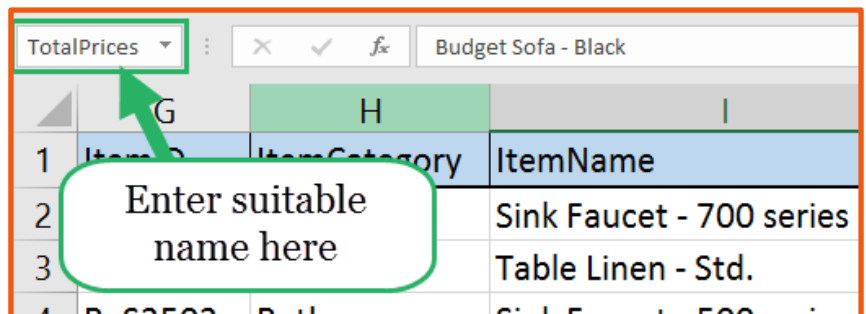 TotalPrices fx Budget Sofa - Black
G H I
1 ItemCategory ItemName
2 Sink Faucet - 700 series
3 Table Linen - Std.
Enter suitable
name here